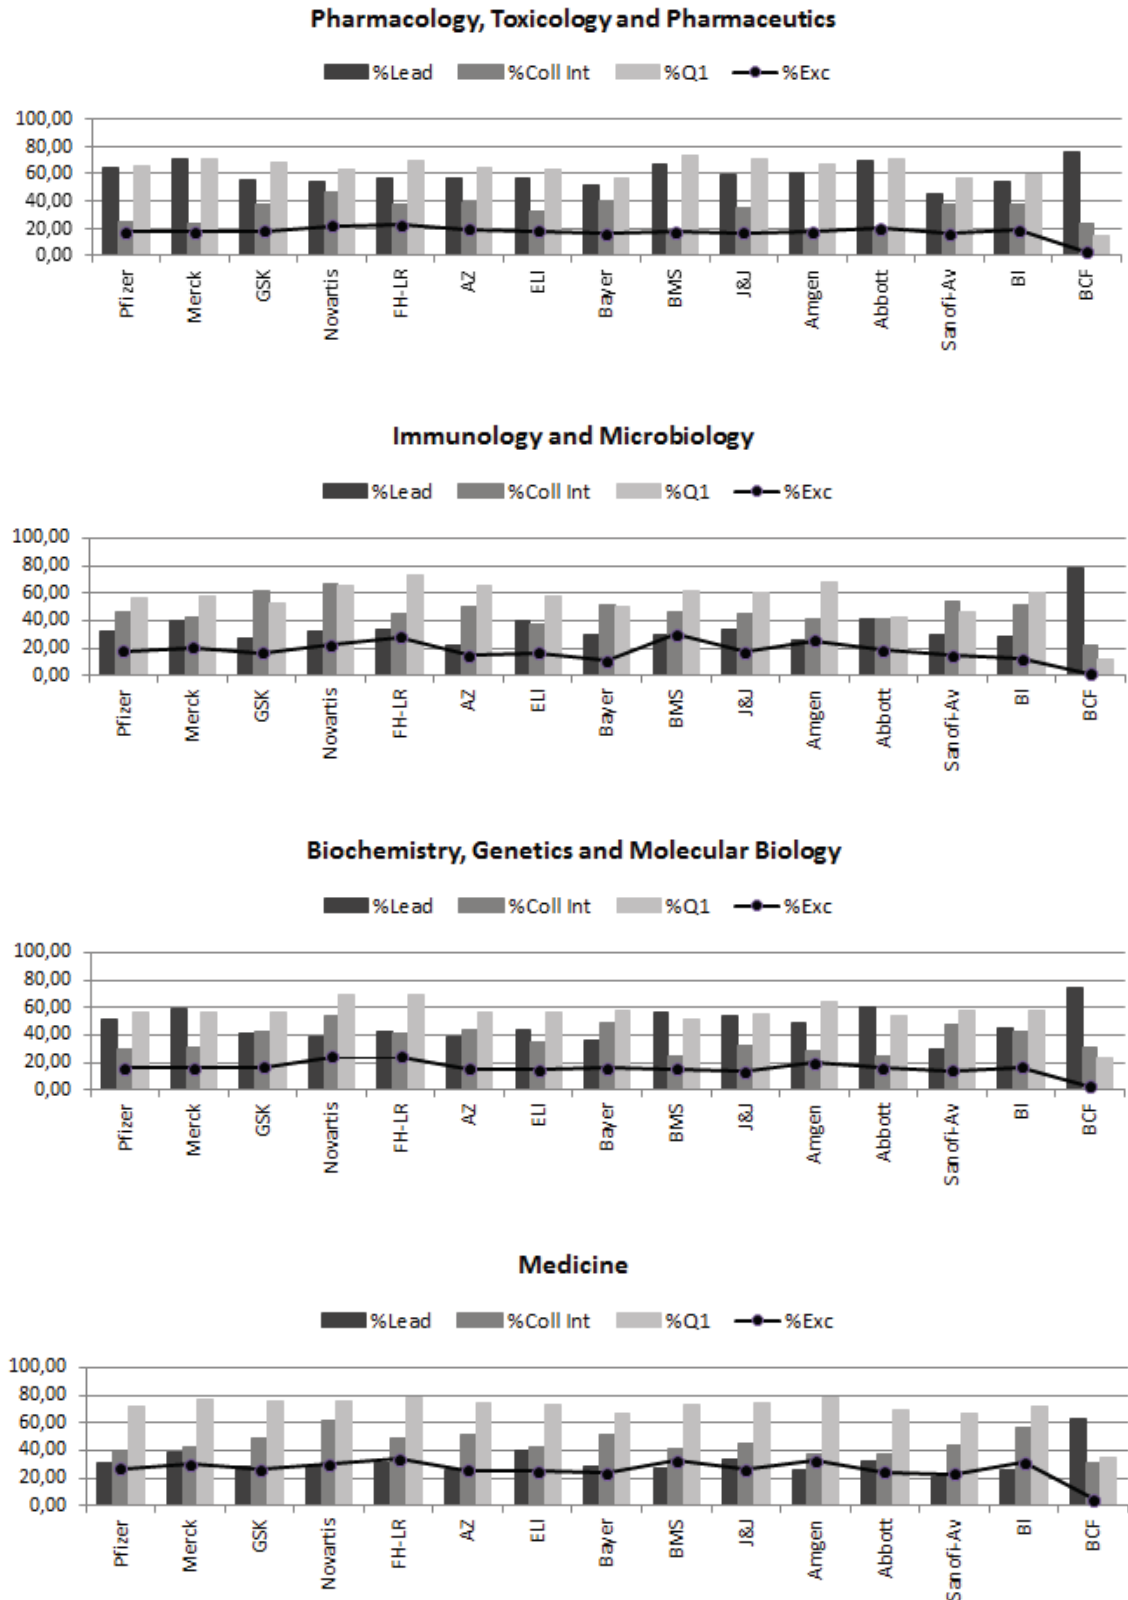 Pharmacology, Toxicology and Pharmaceutics
%Lead %Coll Int %Q1 %Exc
100,00
80,00
60,00
40,00
20,00
0,00
Pfizer Merck GSK Novartis FH-LR AZ ELI Bayer BMS J&J Amgen Abbott Sanofi-Av BI BCF
Immunology and Microbiology
%Lead %Coll Int %Q1 %Exc
100,00
80,00
60,00
40,00
20,00
0,00
Pfizer Merck GSK Novartis FH-LR AZ ELI Bayer BMS J&J Amgen Abbott Sanofi-Av BI BCF
Biochemistry, Genetics and Molecular Biology
%Lead %Coll Int %Q1 %Exc
100,00
80,00
60,00
40,00
20,00
0,00
Pfizer Merck GSK Novartis FH-LR AZ ELI Bayer BMS J&J Amgen Abbott Sanofi-Av BI BCF
Medicine
%Lead %Coll Int %Q1 %Exc
100,00
80,00
60,00
40,00
20,00
0,00
Pfizer Merck GSK Novartis FH-LR AZ ELI Bayer BMS J&J Amgen Abbott Sanofi-Av BI BCF